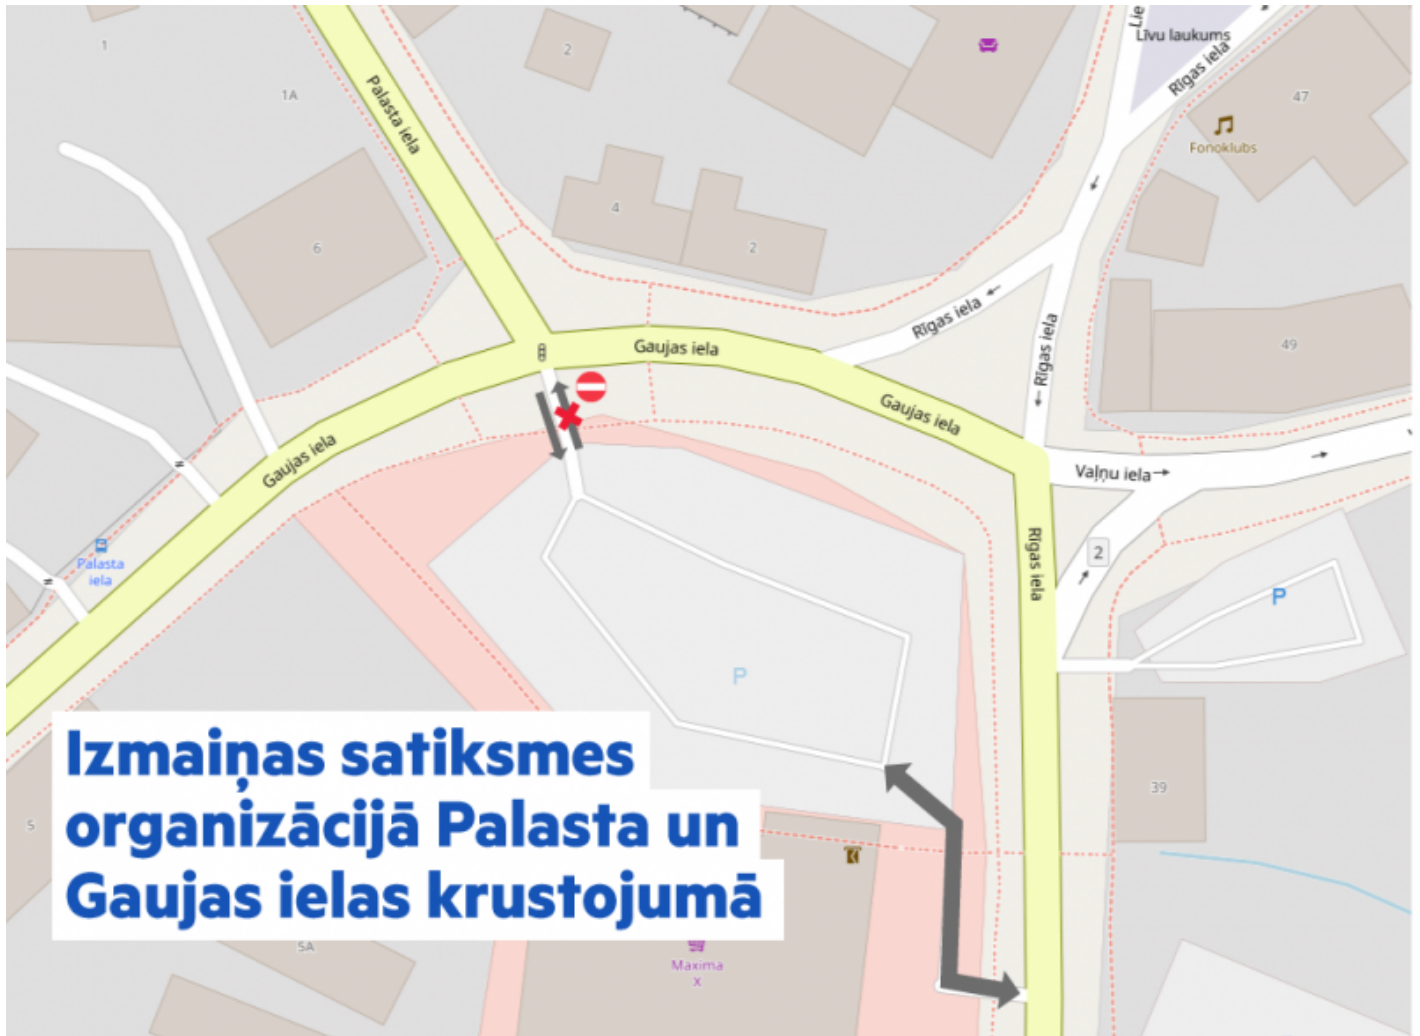 1
2
Lie
Līvu laukums
Rīgas iela
47
1A
Palasta iela
Fonoklubs
4
6
2
Rīgas iela
Rīgas iela
49
Gaujas iela
Gaujas iela
Gaujas iela
Vaļņu iela
Rīgas iela
2
Palasta
iela
P
P
Izmaiņas satiksmes
organizācijā Palasta un
Gaujas ielas krustojumā
39
5
5A
Maxima
X